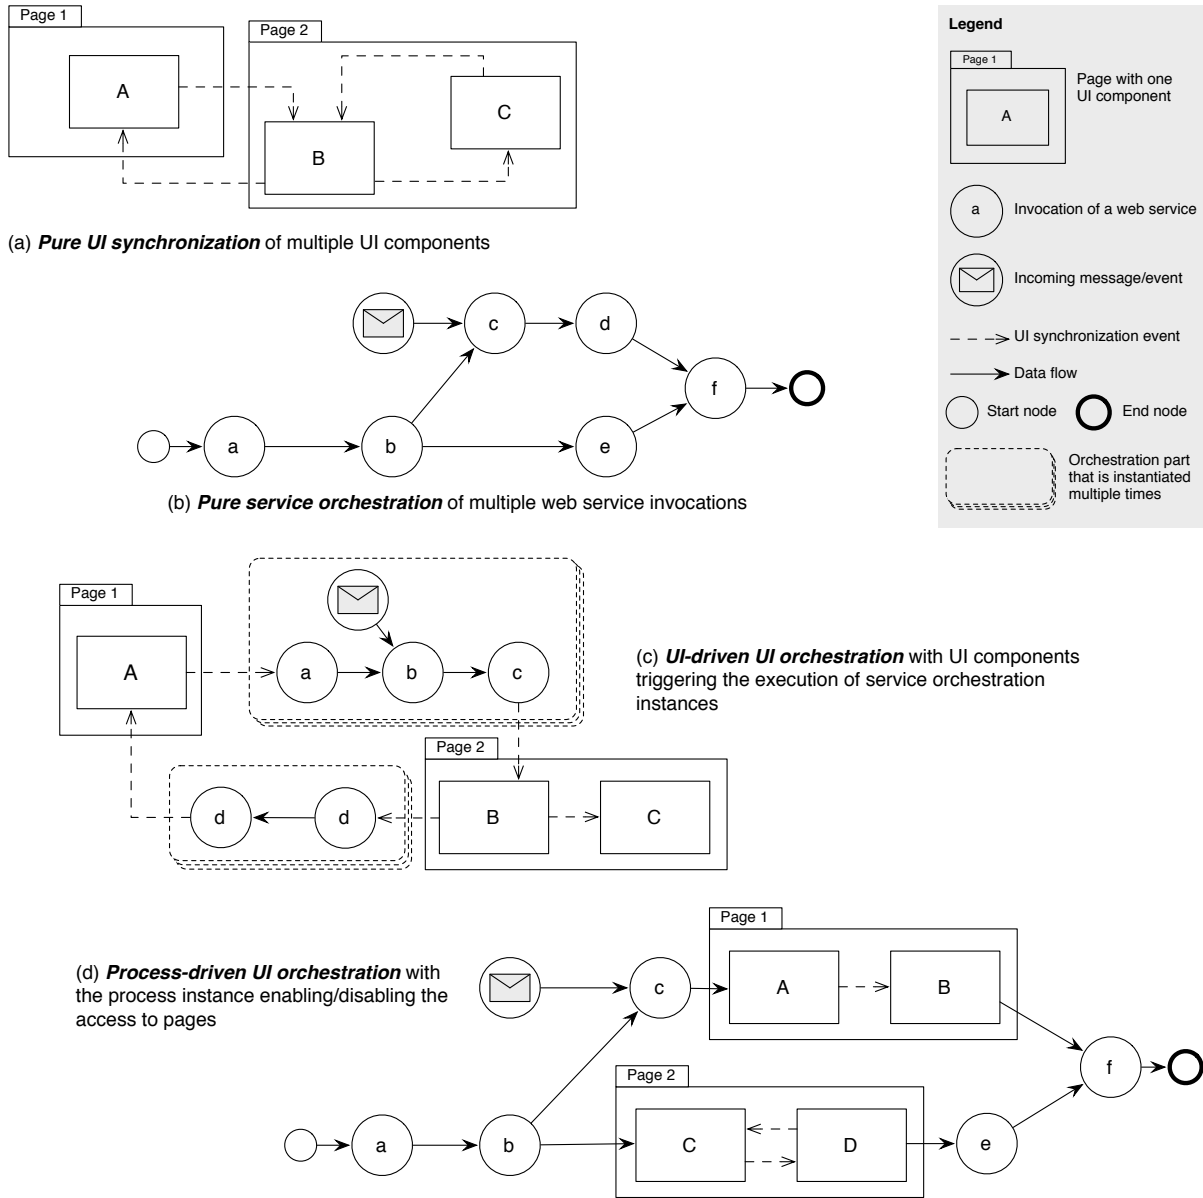 Page 1
Page 2
A
B
C
(a) Pure UI synchronization of multiple UI components
Legend
Page 1
A
Page with one
UI component
a
Invocation of a web service
Incoming message/event
UI synchronization event
Data flow
Start node
End node
Orchestration part
that is instantiated
multiple times
c
d
f
a
b
e
(b) Pure service orchestration of multiple web service invocations
Page 1
A
a
b
c
(c) UI-driven UI orchestration with UI components
triggering the execution of service orchestration
instances
Page 2
d
d
B
C
(d) Process-driven UI orchestration with
the process instance enabling/disabling the
access to pages
Page 1
c
A
B
f
Page 2
a
b
C
D
e